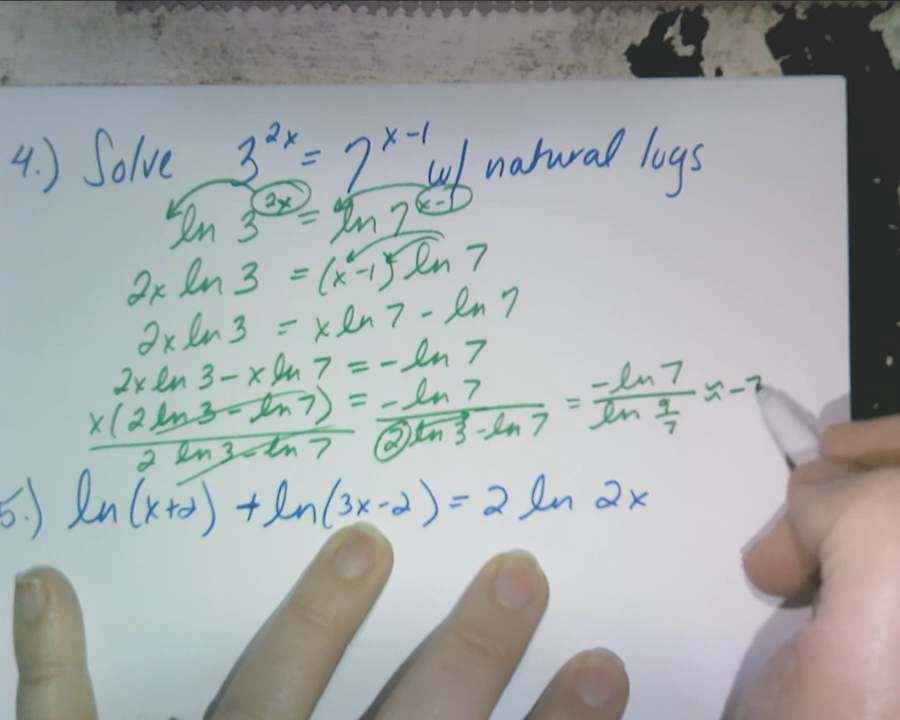 4.) Solve 3^{2x} = 7^{x-1} w/ natural logs
ln 3^{2x} = ln 7^{x-1}
2x ln 3 = (x-1) ln 7
2x ln 3 = x ln 7 - ln 7
2x ln 3 - x ln 7 = - ln 7
x(2 ln 3 - ln 7) / 2 ln 3 - ln 7 = - ln 7 / 2 ln 3 - ln 7 = - ln 7 / ln 9/7 ≈ -7
5.) ln(x+2) + ln(3x-2) = 2 ln 2x